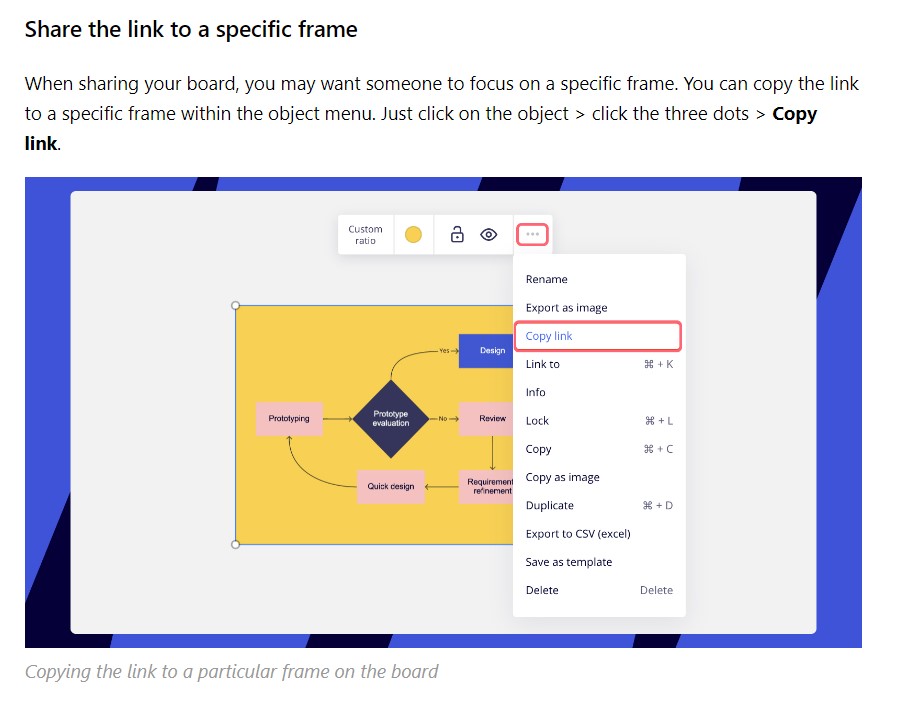 Share the link to a specific frame
When sharing your board, you may want someone to focus on a specific frame. You can copy the link
to a specific frame within the object menu. Just click on the object > click the three dots > Copy
link.
Custom
ratio
Rename
Export as image
Copy link
Link to ⌘ + K
Info
Lock ⌘ + L
Copy ⌘ + C
Copy as image
Duplicate ⌘ + D
Export to CSV (excel)
Save as template
Delete Delete
Yes
Design
Prototyping
Prototype
evaluation
No
Review
Quick design
Requirement
refinement
Copying the link to a particular frame on the board